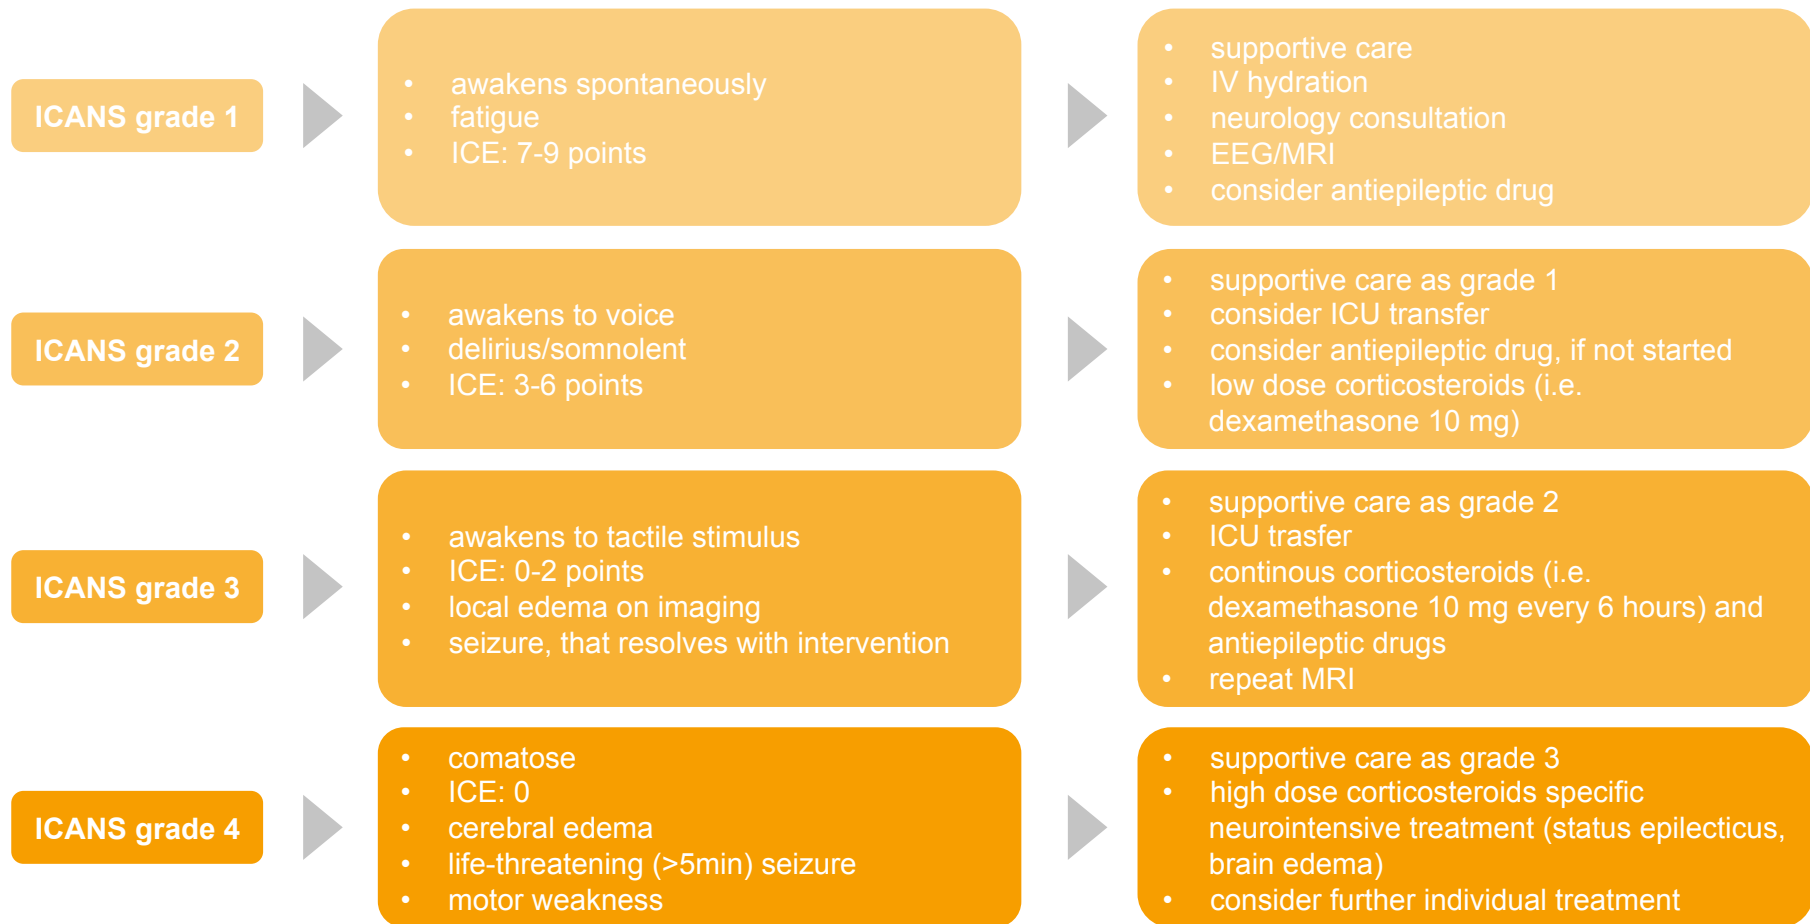 ICANS grade 1
• awakens spontaneously
• fatigue
• ICE: 7-9 points
• supportive care
• IV hydration
• neurology consultation
• EEG/MRI
• consider antiepileptic drug
ICANS grade 2
• awakens to voice
• delirius/somnolent
• ICE: 3-6 points
• supportive care as grade 1
• consider ICU transfer
• consider antiepileptic drug, if not started
• low dose corticosteroids (i.e.
dexamethasone 10 mg)
ICANS grade 3
• awakens to tactile stimulus
• ICE: 0-2 points
• local edema on imaging
• seizure, that resolves with intervention
• supportive care as grade 2
• ICU trasfer
• continous corticosteroids (i.e.
dexamethasone 10 mg every 6 hours) and
antiepileptic drugs
• repeat MRI
ICANS grade 4
• comatose
• ICE: 0
• cerebral edema
• life-threatening (>5min) seizure
• motor weakness
• supportive care as grade 3
• high dose corticosteroids specific
neurointensive treatment (status epilecticus,
brain edema)
• consider further individual treatment